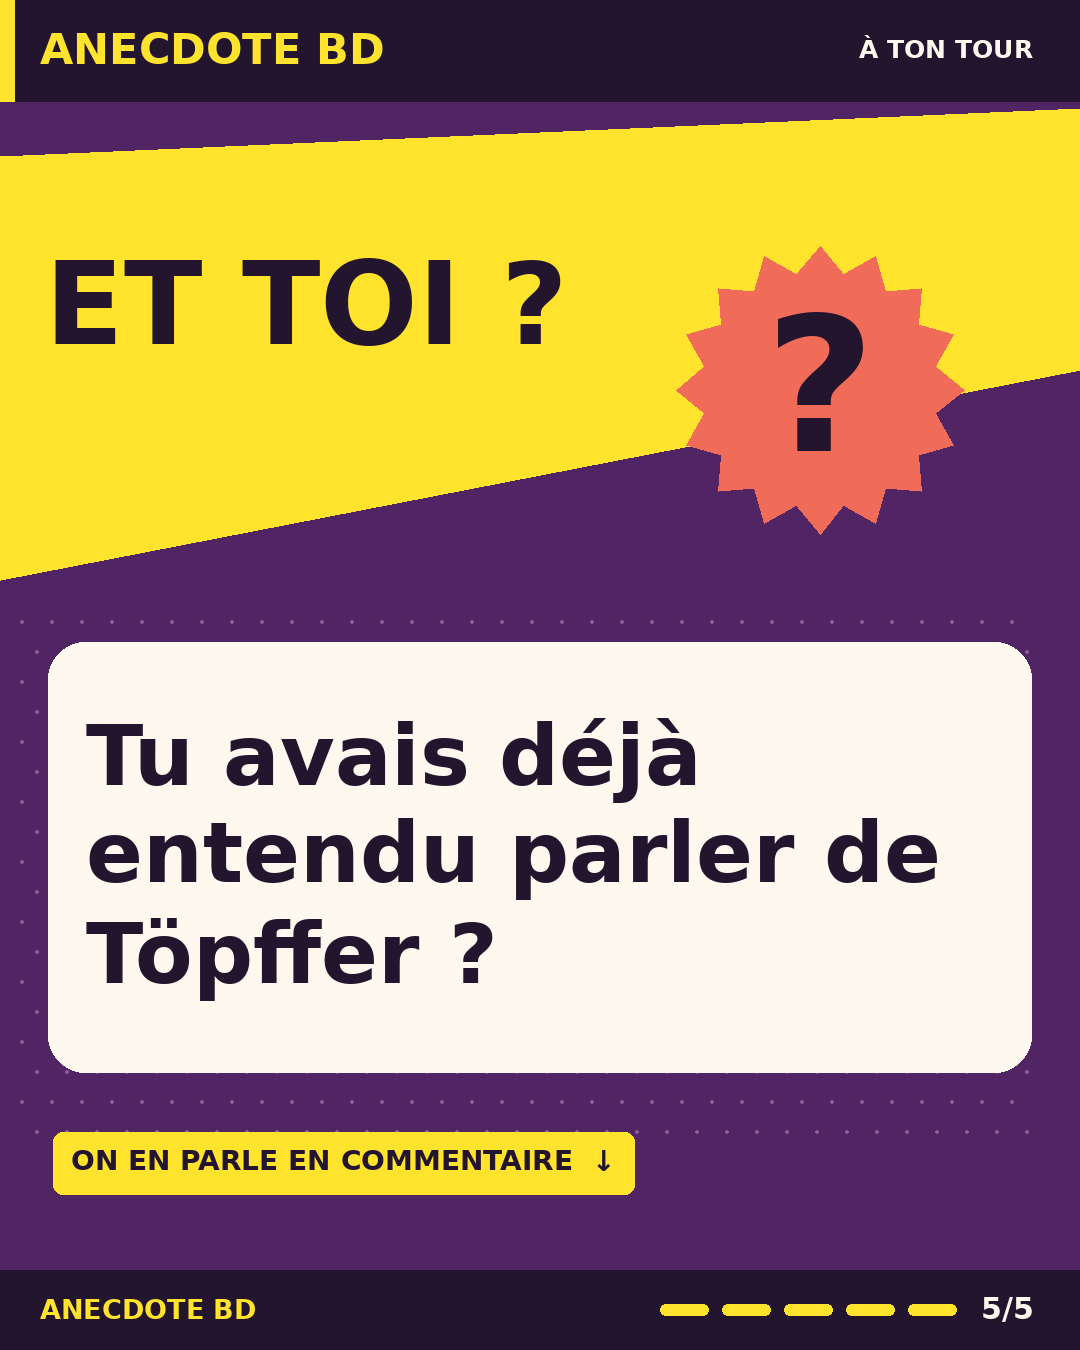 ANECDOTE BD
À TON TOUR
ET TOI ?
?
Tu avais déjà
entendu parler de
Töpffer ?
ON EN PARLE EN COMMENTAIRE ↓
ANECDOTE BD
5/5